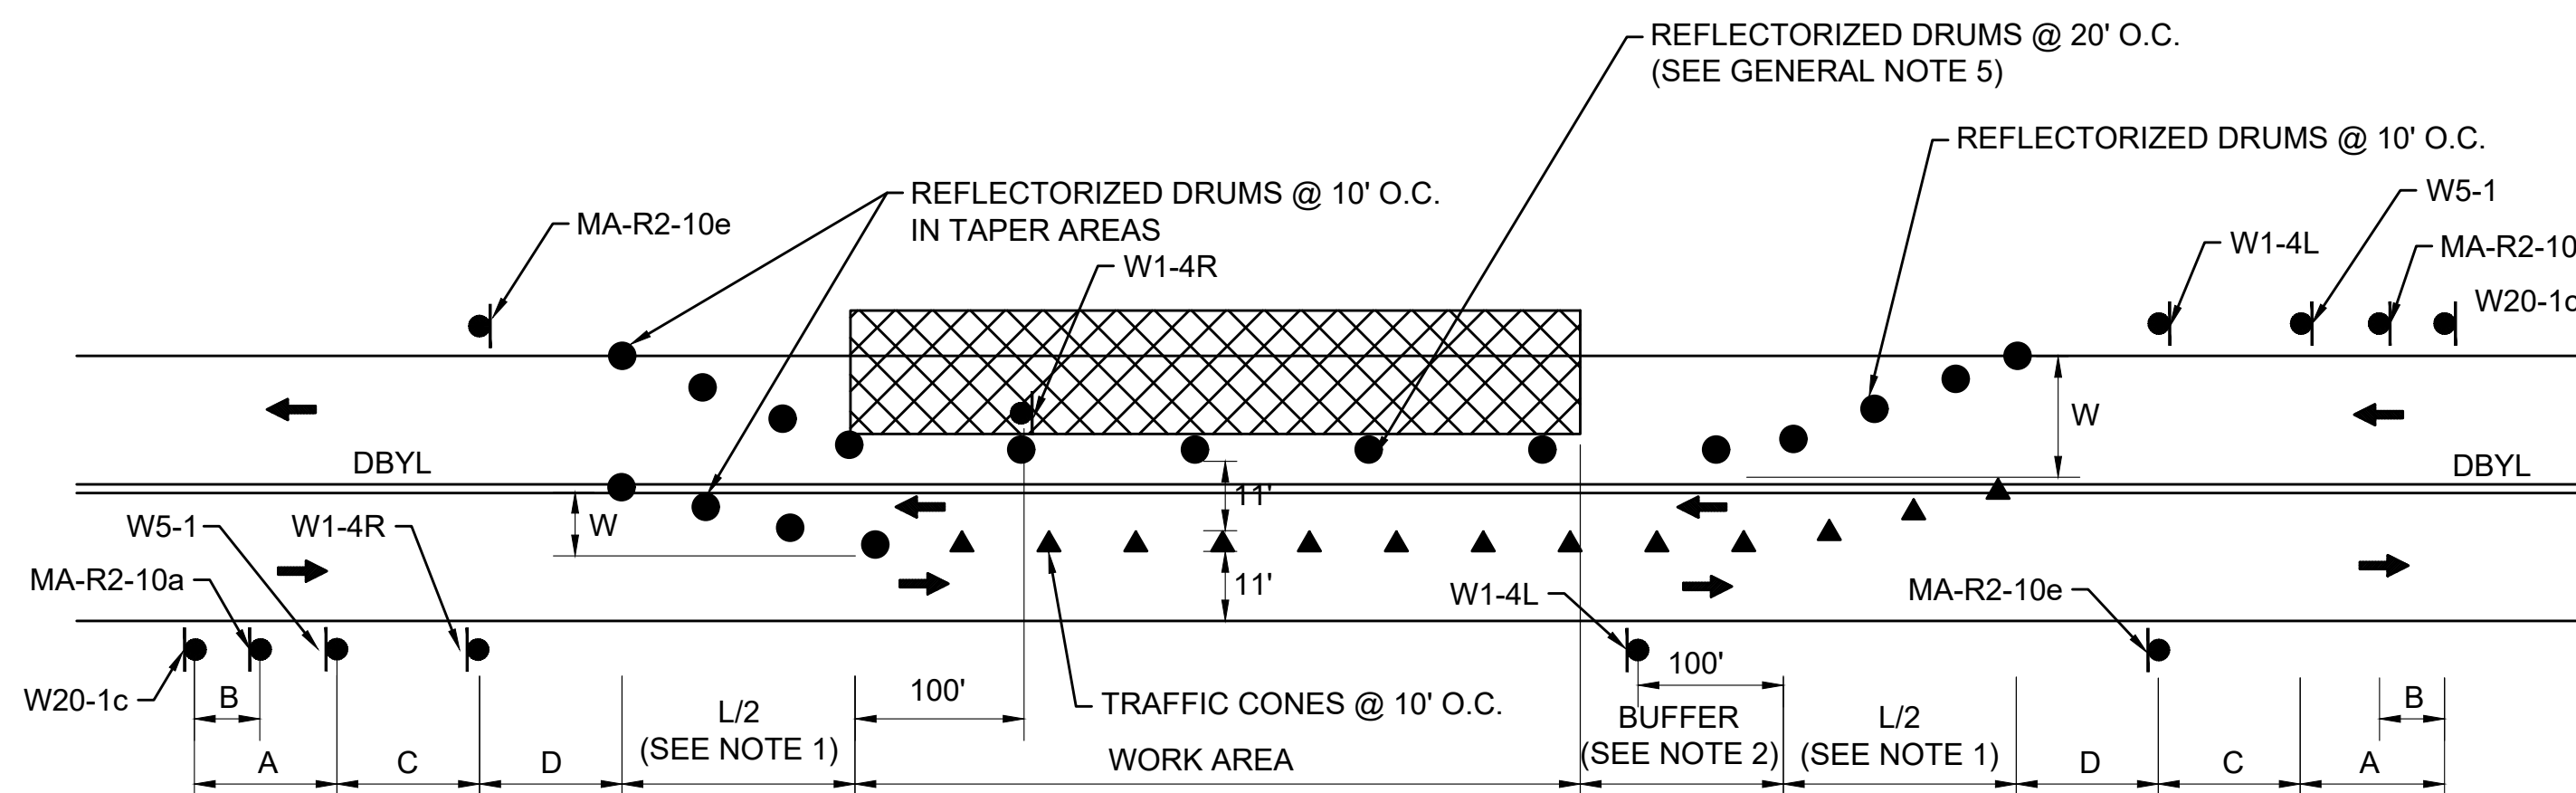 REFLECTORIZED DRUMS @ 20' O.C.
(SEE GENERAL NOTE 5)
REFLECTORIZED DRUMS @ 10' O.C.
REFLECTORIZED DRUMS @ 10' O.C.
IN TAPER AREAS
W5-1
MA-R2-10e
W1-4R
W1-4L
MA-R2-10
W20-1c
W
DBYL
DBYL
11'
W5-1
W1-4R
W
MA-R2-10a
11'
W1-4L
MA-R2-10e
W20-1c
B
100'
TRAFFIC CONES @ 10' O.C.
100'
B
L/2
(SEE NOTE 1)
BUFFER
(SEE NOTE 2)
L/2
(SEE NOTE 1)
A
C
D
WORK AREA
D
C
A